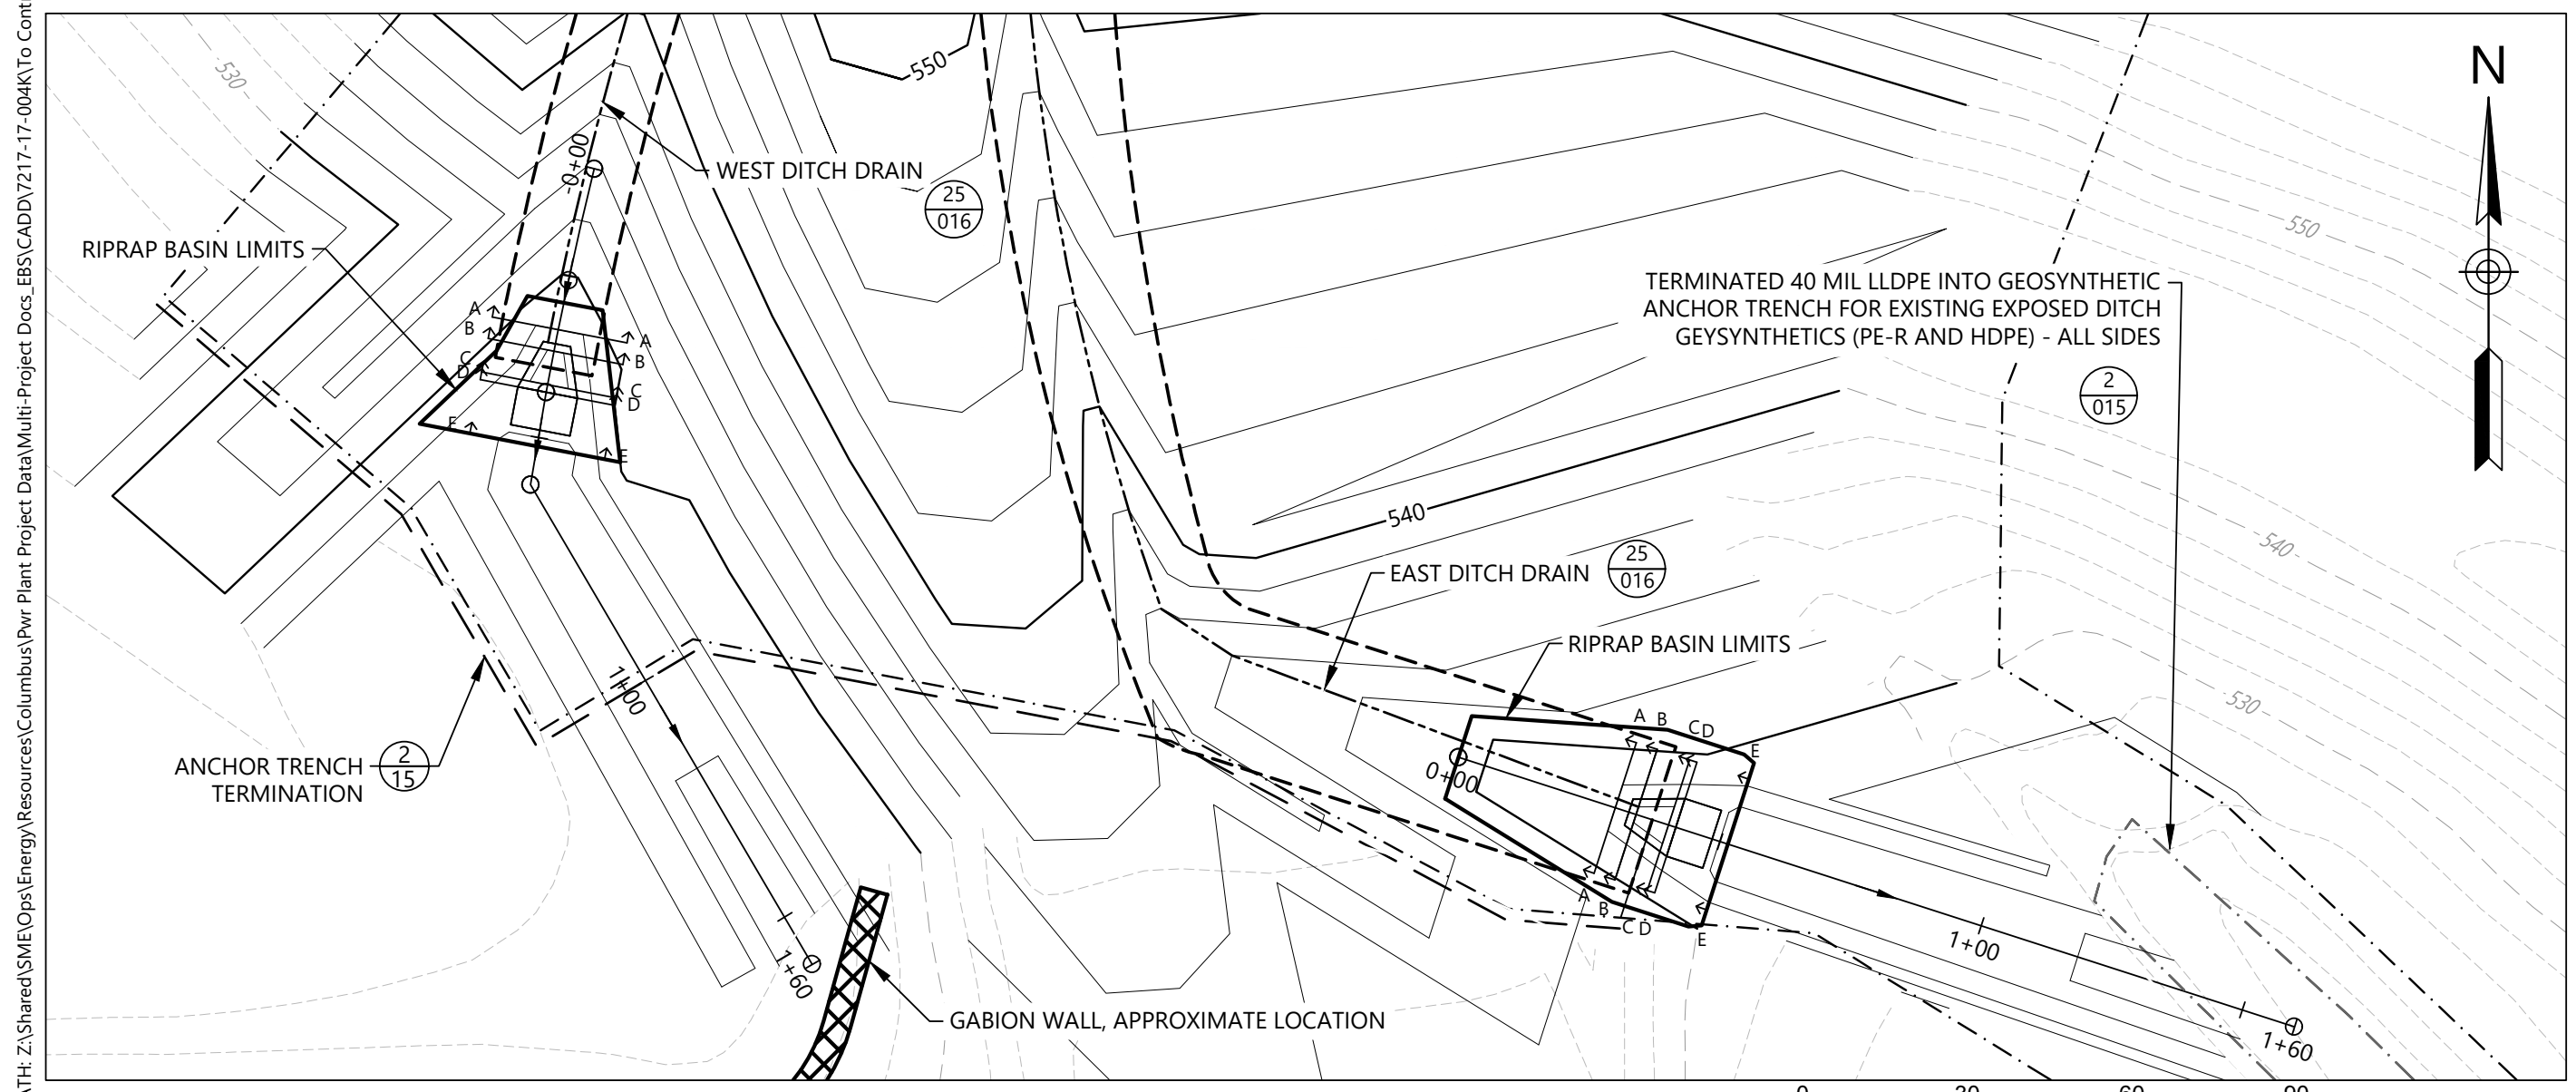 ATH: Z:\Shared\SME\Ops\Energy\Resources\Columbus\Pwr Plant Project Data\Multi-Project Docs_EBS\CADD\7217-17-004K\To Cont
530
550
N
-0+00
WEST DITCH DRAIN
25
016
RIPRAP BASIN LIMITS
550
TERMINATED 40 MIL LLDPE INTO GEOSYNTHETIC
ANCHOR TRENCH FOR EXISTING EXPOSED DITCH
GEYSYNTHETICS (PE-R AND HDPE) - ALL SIDES
2
015
A
A
B
B
C
C
D
D
E
E
540
540
EAST DITCH DRAIN
25
016
RIPRAP BASIN LIMITS
1+00
530
ANCHOR TRENCH
TERMINATION
2
15
A B C D E
0+00
A B C D E
1+00
1+60
GABION WALL, APPROXIMATE LOCATION
1+60
0 30 60 90